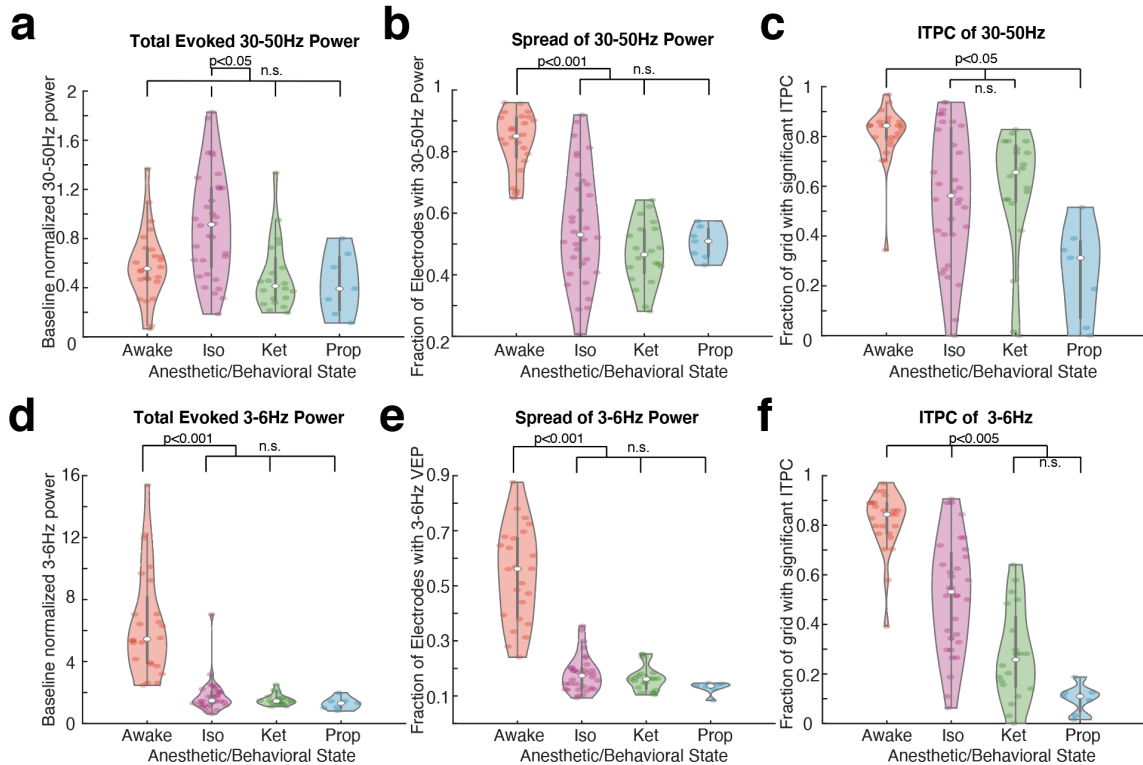 a
Total Evoked 30-50Hz Power
p<0.05
n.s.
Baseline normalized 30-50hz power
2
1.6
1.2
0.8
0.4
0
Awake Iso Ket Prop
Anesthetic/Behavioral State
b
Spread of 30-50Hz Power
p<0.001
n.s.
Fraction of Electrodes with 30-50Hz Power
1
0.8
0.6
0.4
0.2
Awake Iso Ket Prop
Anesthetic/Behavioral State
c
ITPC of 30-50Hz
p<0.05
n.s.
Fraction of grid with significant ITPC
1
0.8
0.6
0.4
0.2
0
Awake Iso Ket Prop
Anesthetic/Behavioral State
d
Total Evoked 3-6Hz Power
p<0.001
n.s.
Baseline normalized 3-6Hz power
16
12
8
4
0
Awake Iso Ket Prop
Anesthetic/Behavioral State
e
Spread of 3-6Hz Power
p<0.001
n.s.
Fraction of Electrodes with 3-6Hz VEP
0.9
0.7
0.5
0.3
0.1
Awake Iso Ket Prop
Anesthetic/Behavioral State
f
ITPC of 3-6Hz
p<0.005
n.s.
Fraction of grid with significant ITPC
1
0.8
0.6
0.4
0.2
0
Awake Iso Ket Prop
Anesthetic/Behavioral State